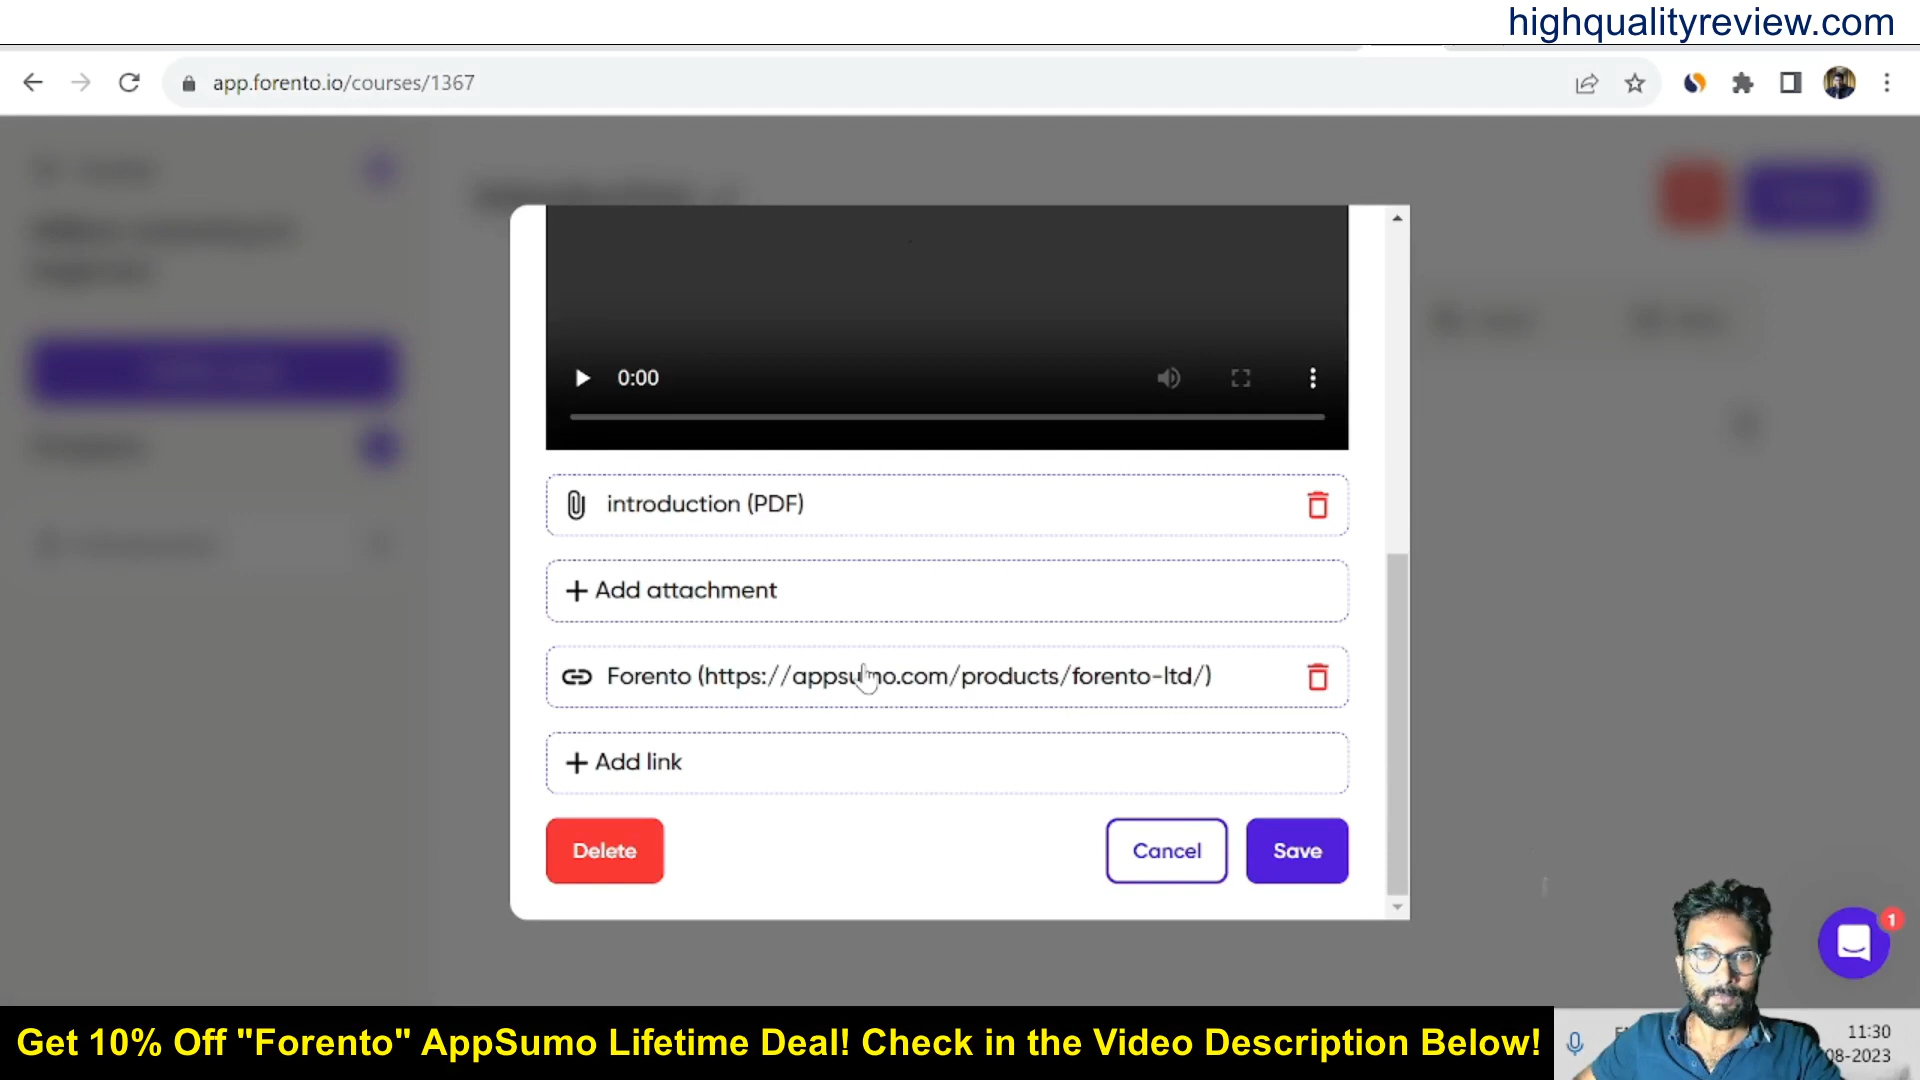 highqualityreview.com
app.forento.io/courses/1367
0:00
introduction (PDF)
Add attachment
Forento (https://appsumo.com/products/forento-ltd/)
Add link
Delete
Cancel
Save
1
Get 10% Off "Forento" AppSumo Lifetime Deal! Check in the Video Description Below!
11:30
08-2023